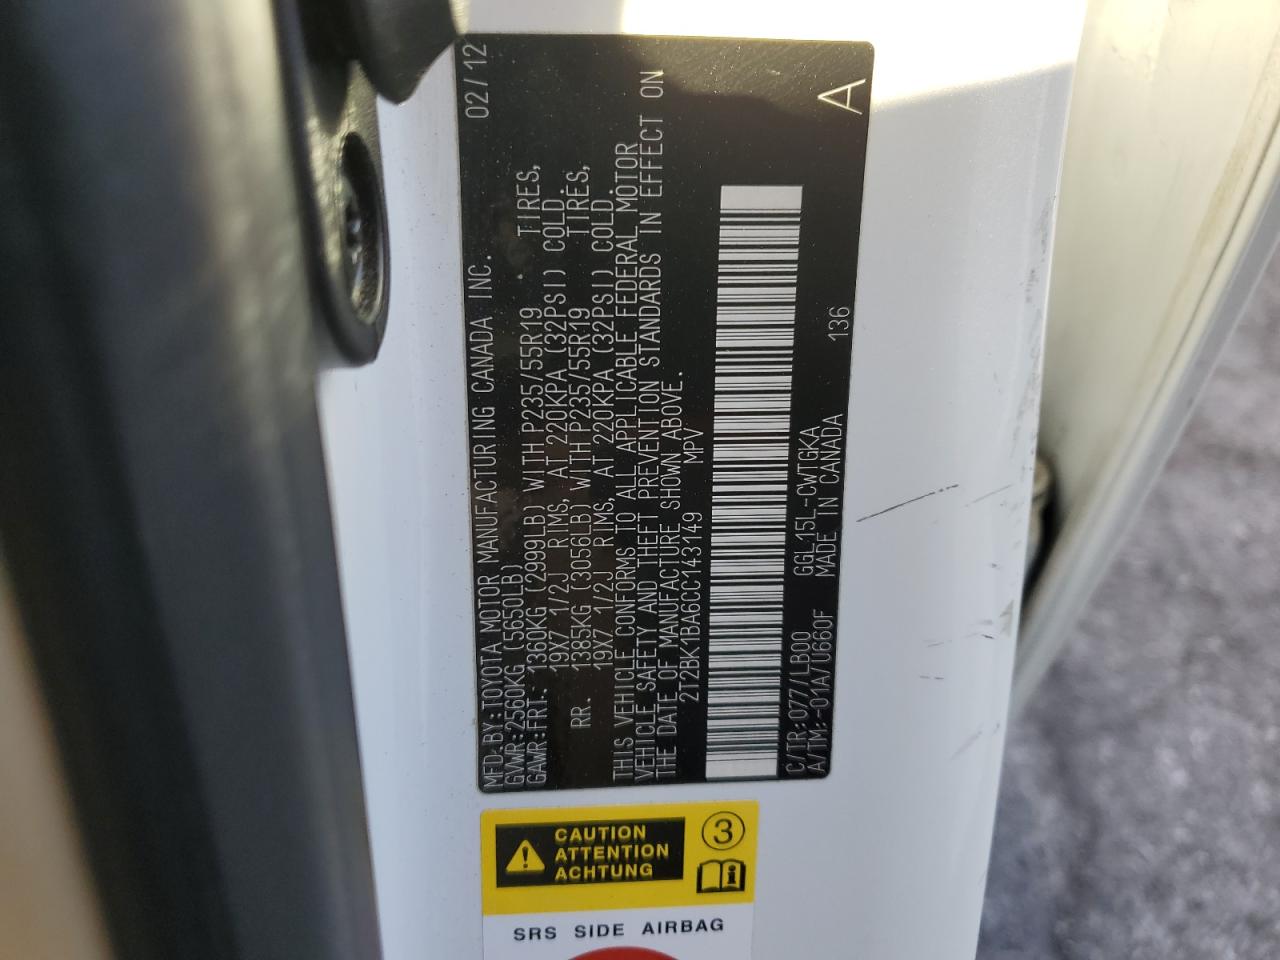 MFD.BY:TOYOTA MOTOR MANUFACTURING CANADA INC. 02/12
GVWR:2560KG (5650LB)
GAWR:FRT. 1360KG (2999LB) WITH P235/55R19 TIRES,
19X7 1/2J RIMS, AT 220KPA (32PSI) COLD.
RR. 1385KG (3056LB) WITH P235/55R19 TIRES,
19X7 1/2J RIMS, AT 220KPA (32PSI) COLD.
THIS VEHICLE CONFORMS TO ALL APPLICABLE FEDERAL MOTOR
VEHICLE SAFETY AND THEFT PREVENTION STANDARDS IN EFFECT ON
THE DATE OF MANUFACTURE SHOWN ABOVE.
2T2BK1BA6CC143149 MPV
C/TR:077/LB00 GGL15L-CWTGKA
A/TM:-01A/U660F MADE IN CANADA 136
A
CAUTION
ATTENTION
ACHTUNG
3
SRS SIDE AIRBAG